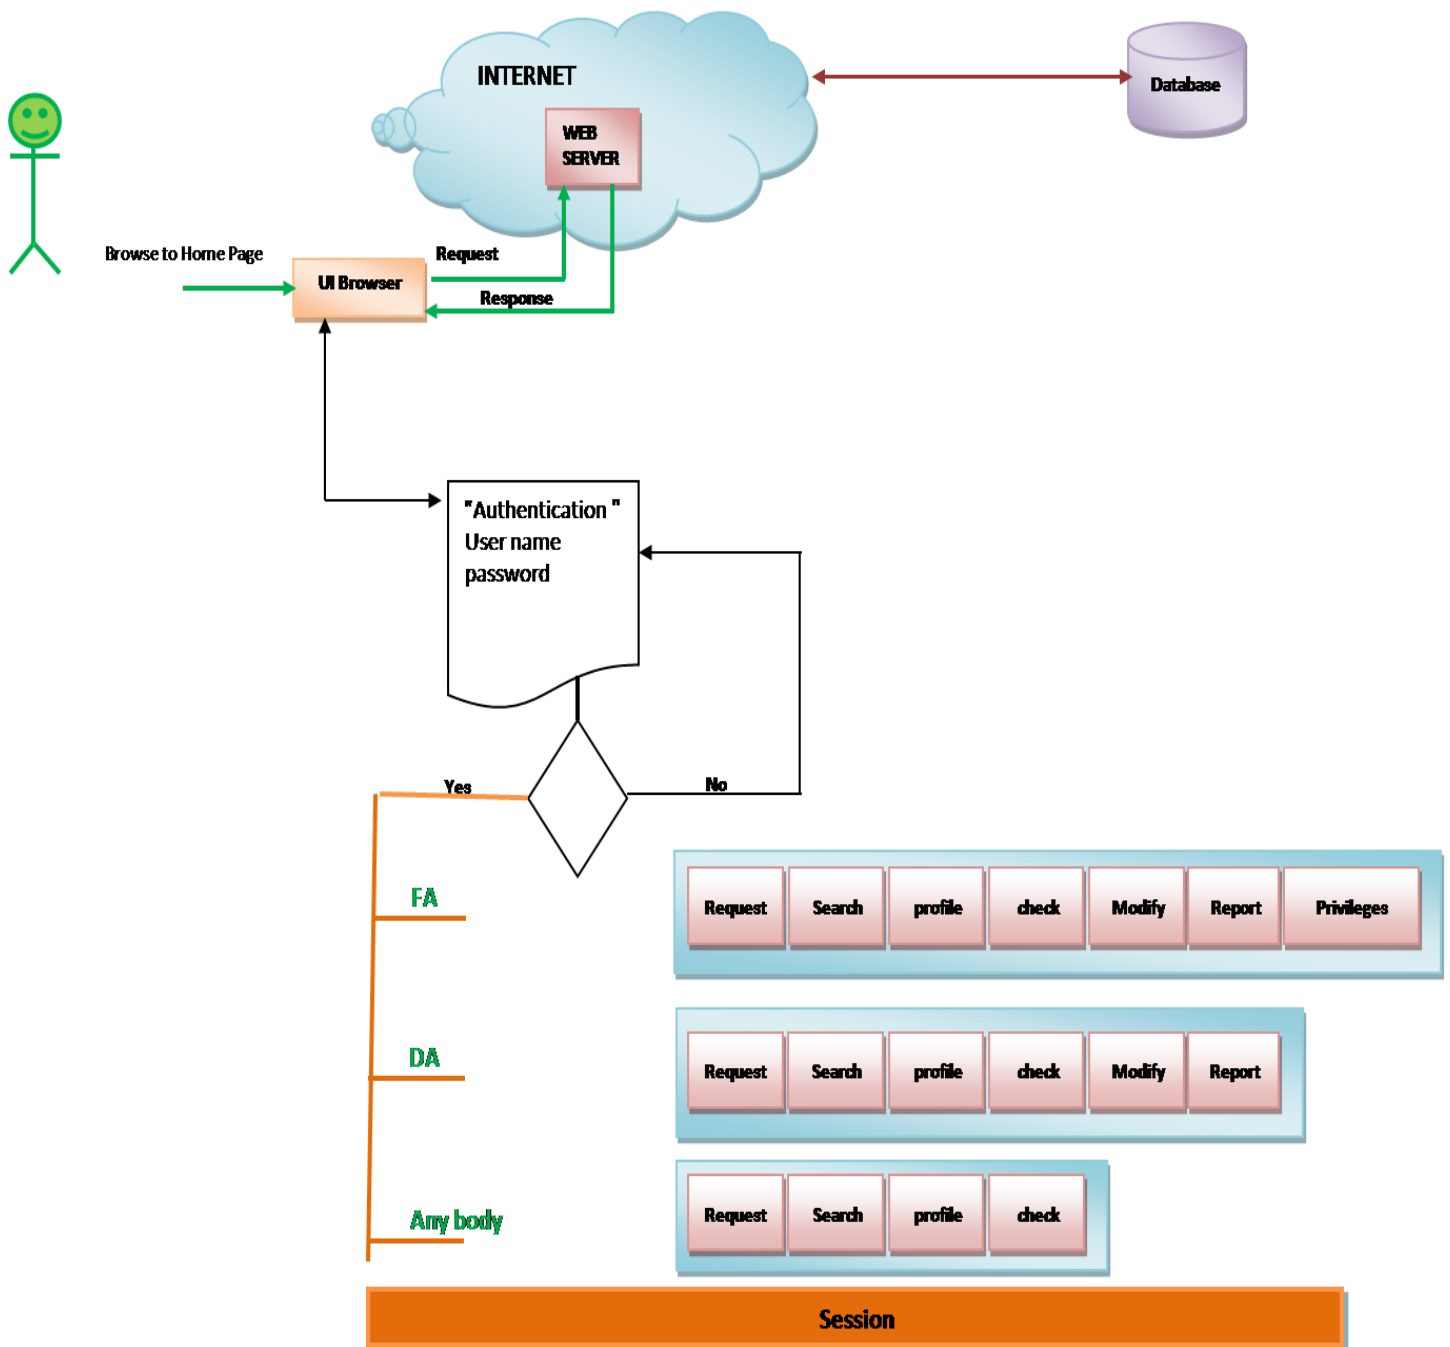 INTERNET
Database
WEB
SERVER
Browse to Home Page
Request
UI Browser
Response
"Authentication "
User name
password
Yes
No
FA
Request Search profile check Modify Report Privileges
DA
Request Search profile check Modify Report
Any body
Request Search profile check
Session